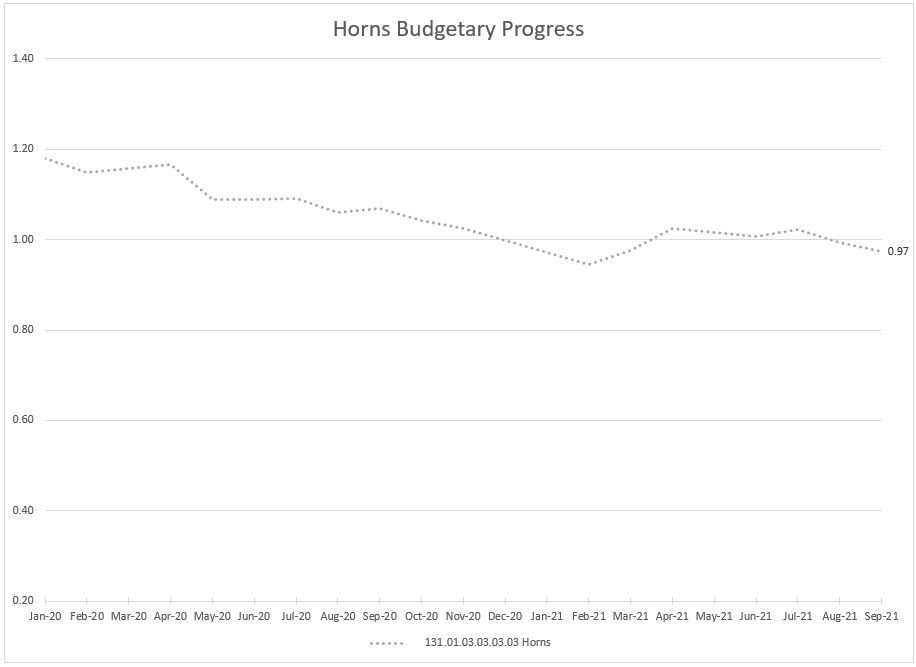 Horns Budgetary Progress
1.40
1.20
1.00
0.97
0.80
0.60
0.40
0.20
Jan-20 Feb-20 Mar-20 Apr-20 May-20 Jun-20 Jul-20 Aug-20 Sep-20 Oct-20 Nov-20 Dec-20 Jan-21 Feb-21 Mar-21 Apr-21 May-21 Jun-21 Jul-21 Aug-21 Sep-21
131.01.03.03.03.03 Horns